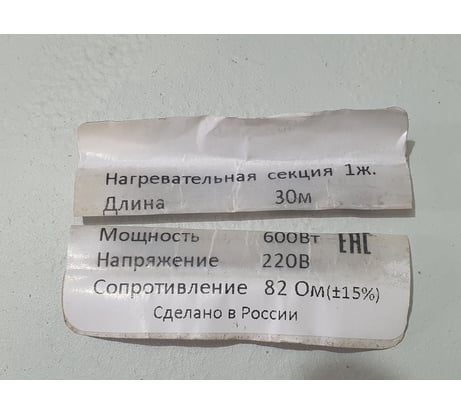 Нагревательная секция 1ж.
Длина 30м
Мощность 600Вт EAC
Напряжение 220В
Сопротивление 82 Ом(±15%)
Сделано в России